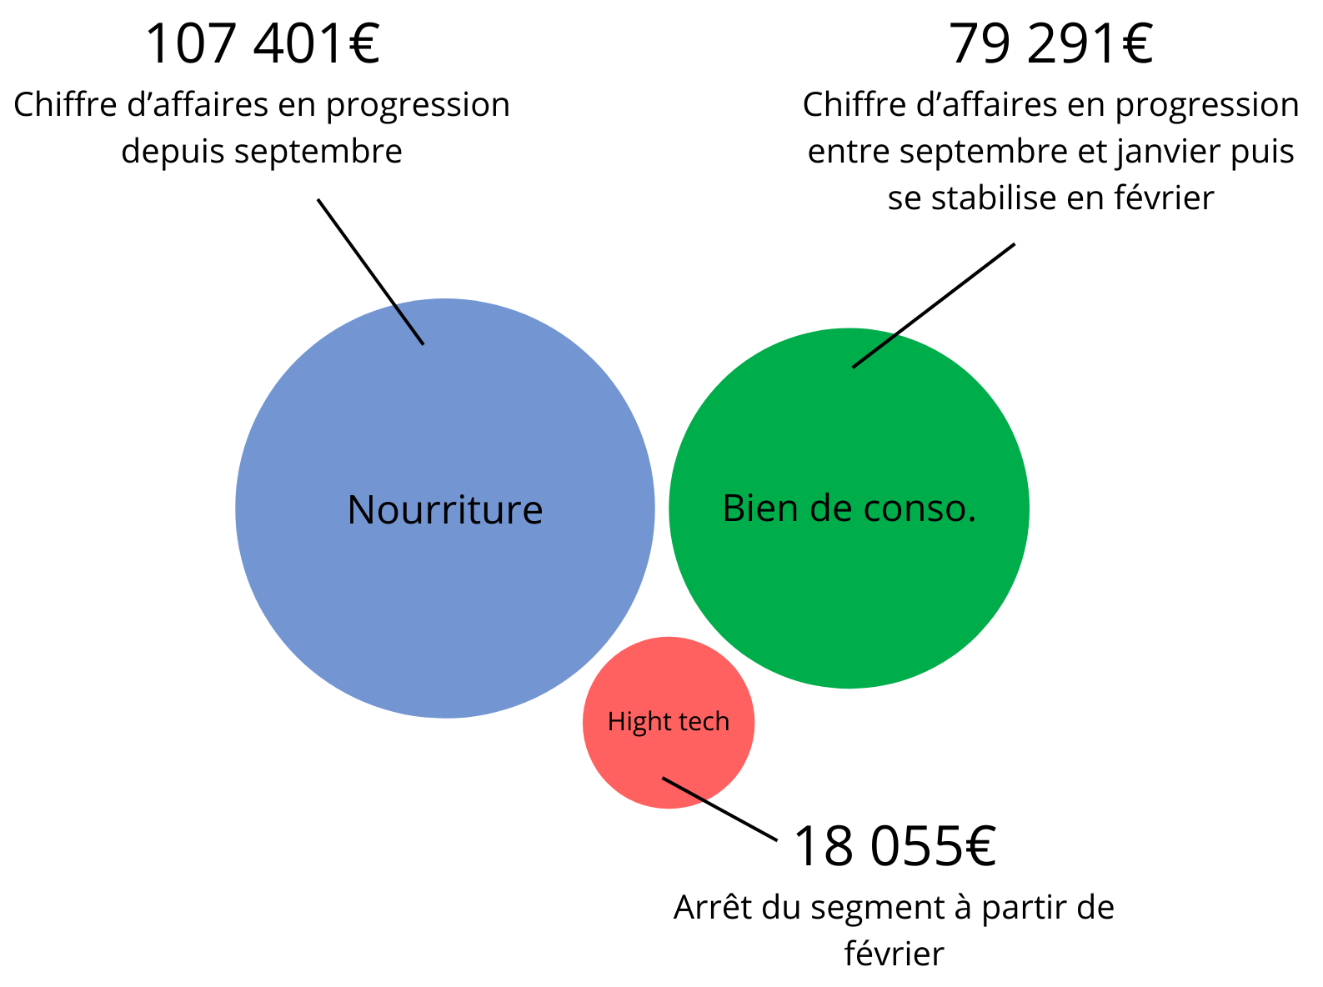 107 401€
Chiffre d’affaires en progression
depuis septembre
79 291€
Chiffre d’affaires en progression
entre septembre et janvier puis
se stabilise en février
Nourriture
Bien de conso.
Hight tech
18 055€
Arrêt du segment à partir de
février